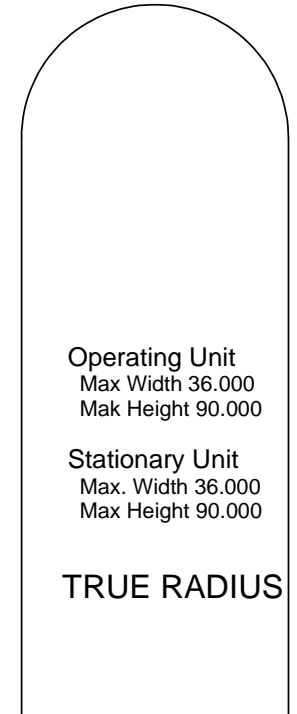 Operating Unit
Max Width 36.000
Mak Height 90.000
Stationary Unit
Max. Width 36.000
Max Height 90.000
TRUE RADIUS